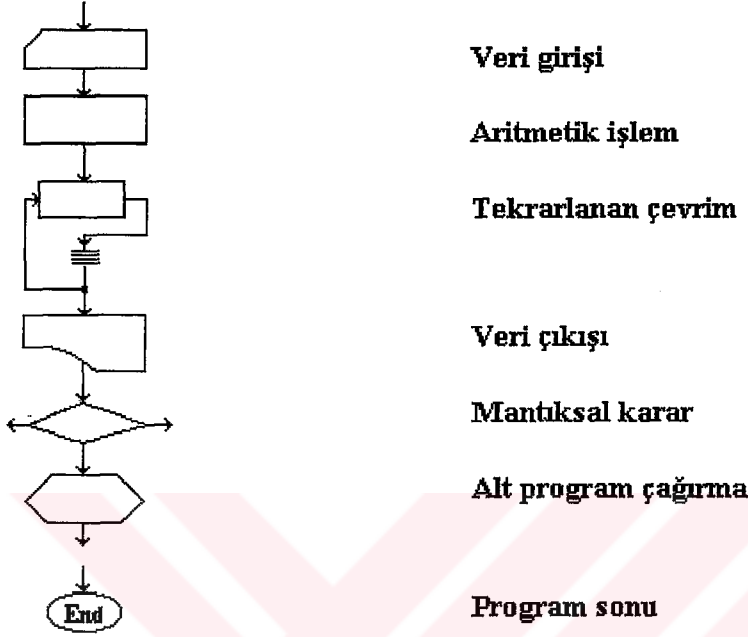 Veri girişi
Aritmetik işlem
Tekrarlanan çevrim
Veri çıkışı
Mantıksal karar
Alt program çağırma
End
Program sonu